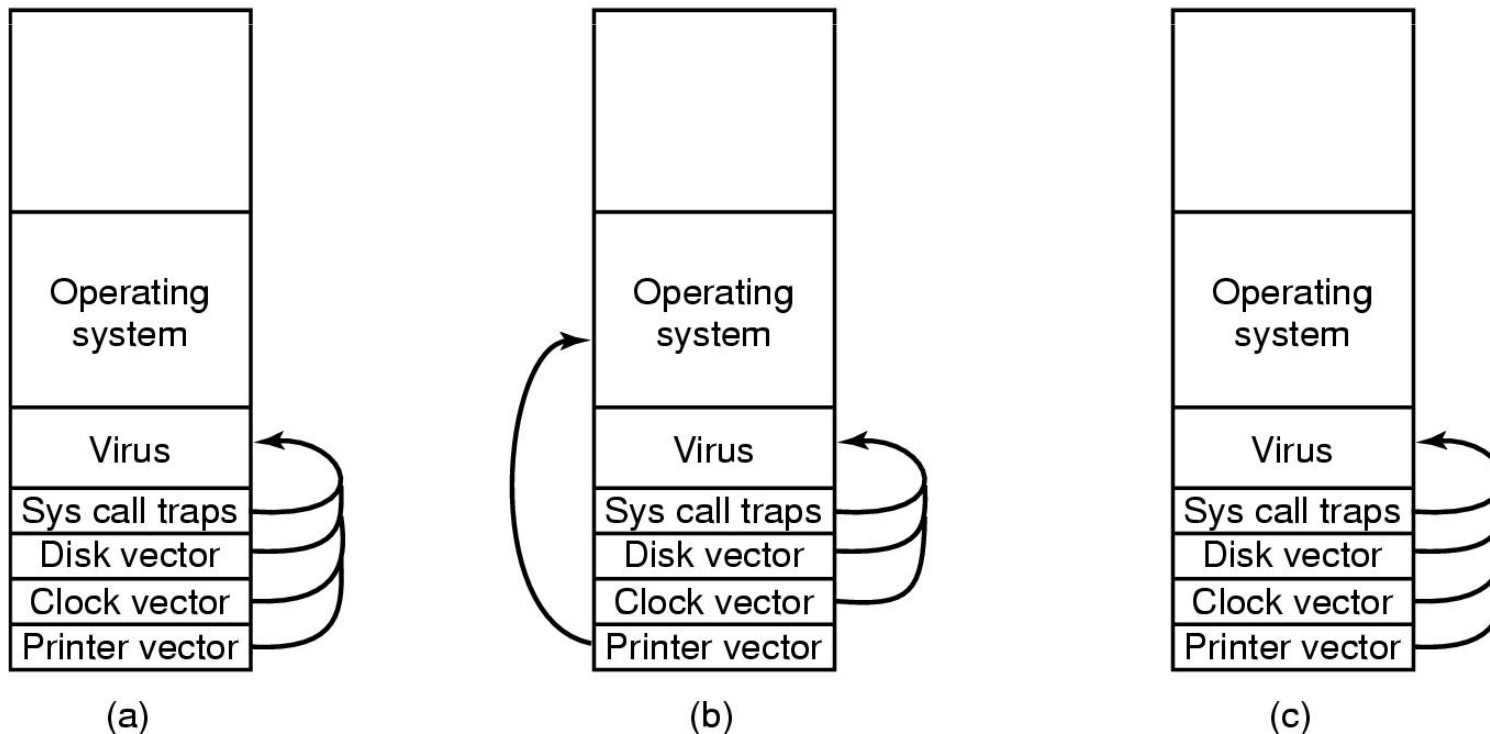 Operating
system
Virus
Sys call traps
Disk vector
Clock vector
Printer vector
(a)
Operating
system
Virus
Sys call traps
Disk vector
Clock vector
Printer vector
(b)
Operating
system
Virus
Sys call traps
Disk vector
Clock vector
Printer vector
(c)